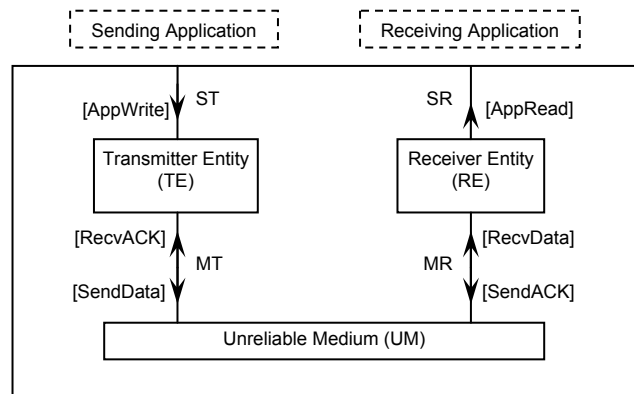 Sending Application
Receiving Application
ST
SR
[AppWrite]
[AppRead]
Transmitter Entity
(TE)
Receiver Entity
(RE)
[RecvACK]
[RecvData]
MT
MR
[SendData]
[SendACK]
Unreliable Medium (UM)